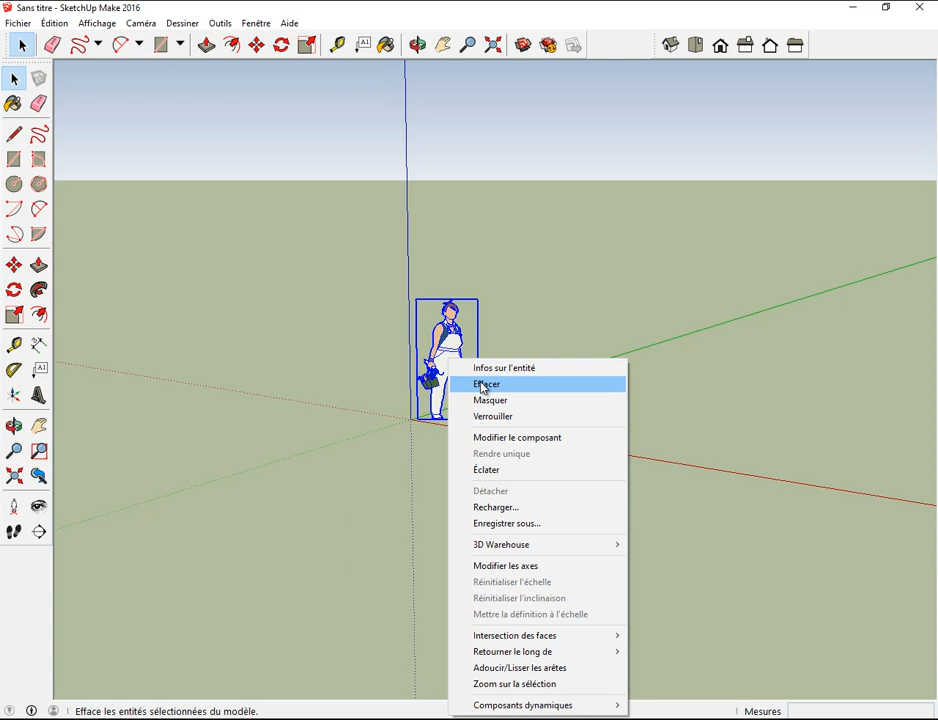 Sans titre - SketchUp Make 2016
Fichier Édition Affichage Caméra Dessiner Outils Fenêtre Aide
A1
A1
Infos sur l'entité
Effacer
Masquer
Verrouiller
Modifier le composant
Rendre unique
Éclater
Détacher
Recharger...
Enregistrer sous...
3D Warehouse
Modifier les axes
Réinitialiser l'échelle
Réinitialiser l'inclinaison
Mettre la définition à l'échelle
Intersection des faces
Retourner le long de
Adoucir/Lisser les arêtes
Zoom sur la séléction
Composants dynamiques
Efface les entités sélectionnées du modèle.
Mesures